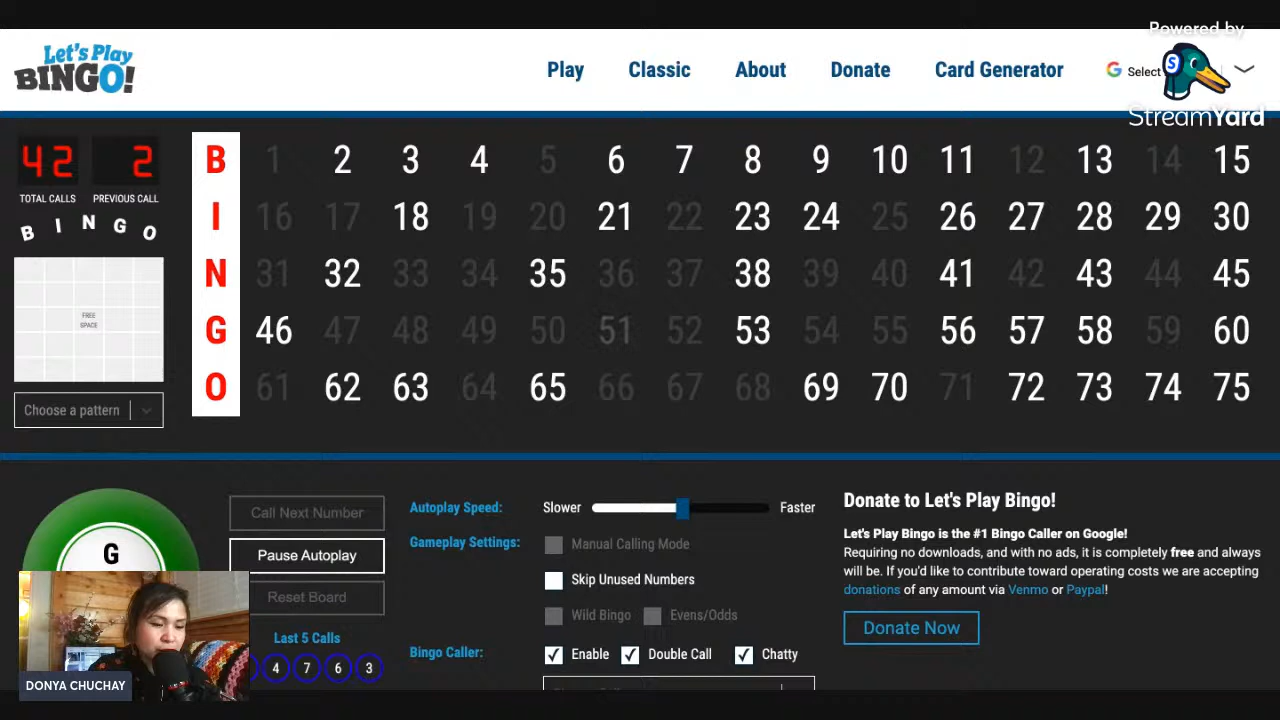 Powered by
StreamYard
Let's Play
BINGO!
Play Classic About Donate Card Generator
Select
42 2
TOTAL CALLS PREVIOUS CALL
B I N G O
FREE
SPACE
Choose a pattern
B 1 2 3 4 5 6 7 8 9 10 11 12 13 14 15
I 16 17 18 19 20 21 22 23 24 25 26 27 28 29 30
N 31 32 33 34 35 36 37 38 39 40 41 42 43 44 45
G 46 47 48 49 50 51 52 53 54 55 56 57 58 59 60
O 61 62 63 64 65 66 67 68 69 70 71 72 73 74 75
G
Call Next Number
Pause Autoplay
Reset Board
Last 5 Calls
4 7 6 3
Autoplay Speed: Slower Faster
Gameplay Settings: Manual Calling Mode
Skip Unused Numbers
Wild Bingo Evens/Odds
Bingo Caller: Enable Double Call Chatty
Donate to Let's Play Bingo!
Let's Play Bingo is the #1 Bingo Caller on Google!
Requiring no downloads, and with no ads, it is completely free and always
will be. If you'd like to contribute toward operating costs we are accepting
donations of any amount via Venmo or Paypal!
Donate Now
DONYA CHUCHAY